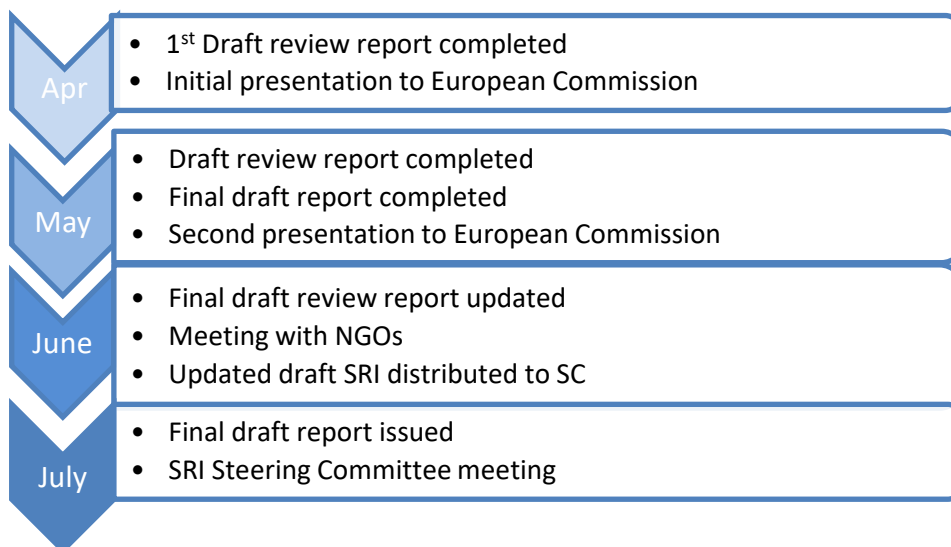 Apr
• 1st Draft review report completed
• Initial presentation to European Commission
May
• Draft review report completed
• Final draft report completed
• Second presentation to European Commission
June
• Final draft review report updated
• Meeting with NGOs
• Updated draft SRI distributed to SC
July
• Final draft report issued
• SRI Steering Committee meeting